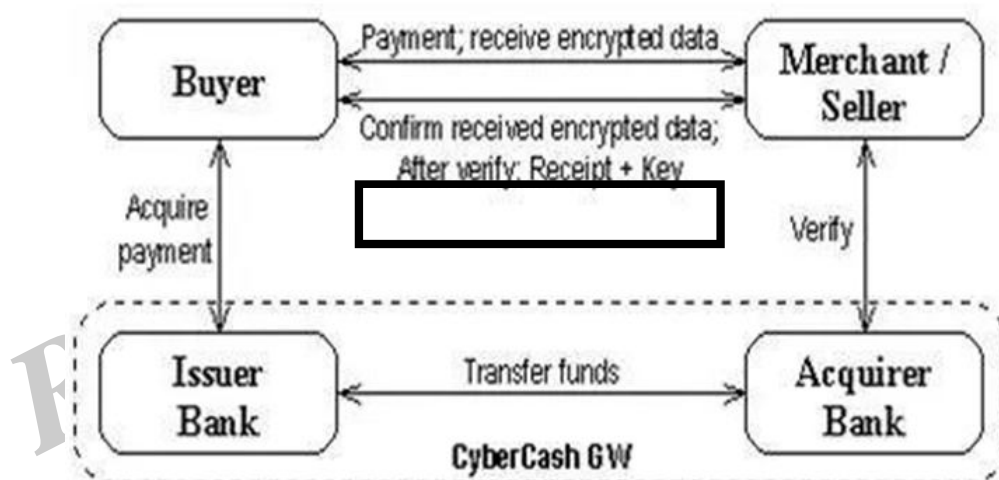 Payment; receive encrypted data
Buyer
Merchant /
Seller
Confirm received encrypted data;
After verify: Receipt + Key
Acquire
payment
Verify
Issuer
Bank
Transfer funds
Acquirer
Bank
CyberCash GW